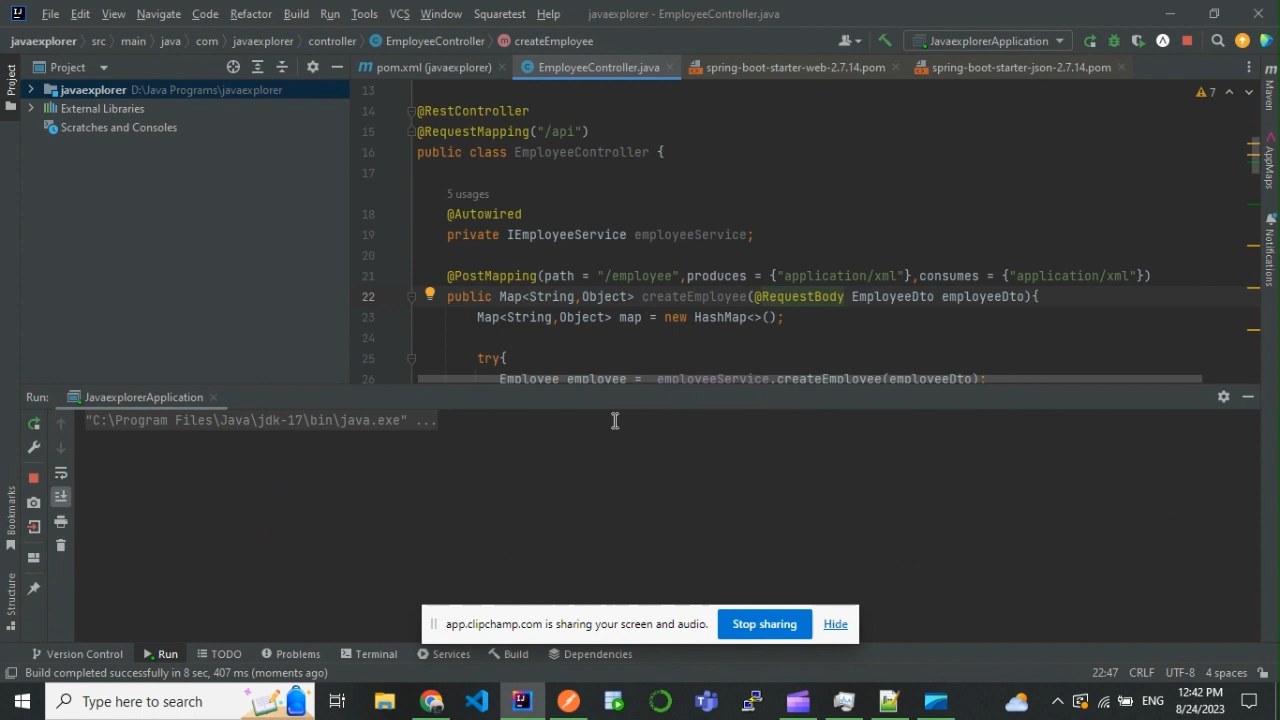 File Edit View Navigate Code Refactor Build Run Tools VCS Window Squaretest Help javaexplorer - EmployeeController.java
javaexplorer src main java com javaexplorer controller EmployeeController createEmployee JavaexplorerApplication
Project
Project
javaexplorer D:\Java Programs\javaexplorer
External Libraries
Scratches and Consoles
pom.xml (javaexplorer) EmployeeController.java spring-boot-starter-web-2.7.14.pom spring-boot-starter-json-2.7.14.pom
7
13
14 @RestController
15 @RequestMapping("/api")
16 public class EmployeeController {
17
5 usages
18 @Autowired
19 private IEmployeeService employeeService;
20
21 @PostMapping(path = "/employee",produces = {"application/xml"},consumes = {"application/xml"})
22 public Map<String,Object> createEmployee(@RequestBody EmployeeDto employeeDto){
Map<String,Object> map = new HashMap<>();
23
24
25 try{
26 Employee employee = employeeService.createEmployee(employeeDto);
Maven
AppMaps
Notifications
Run: JavaexplorerApplication
"C:\Program Files\Java\jdk-17\bin\java.exe" ...
Bookmarks
Structure
app.clipchamp.com is sharing your screen and audio. Stop sharing Hide
Version Control Run TODO Problems Terminal Services Build Dependencies
Build completed successfully in 8 sec, 407 ms (moments ago) 22:47 CRLF UTF-8 4 spaces
Type here to search
ENG
12:42 PM
8/24/2023